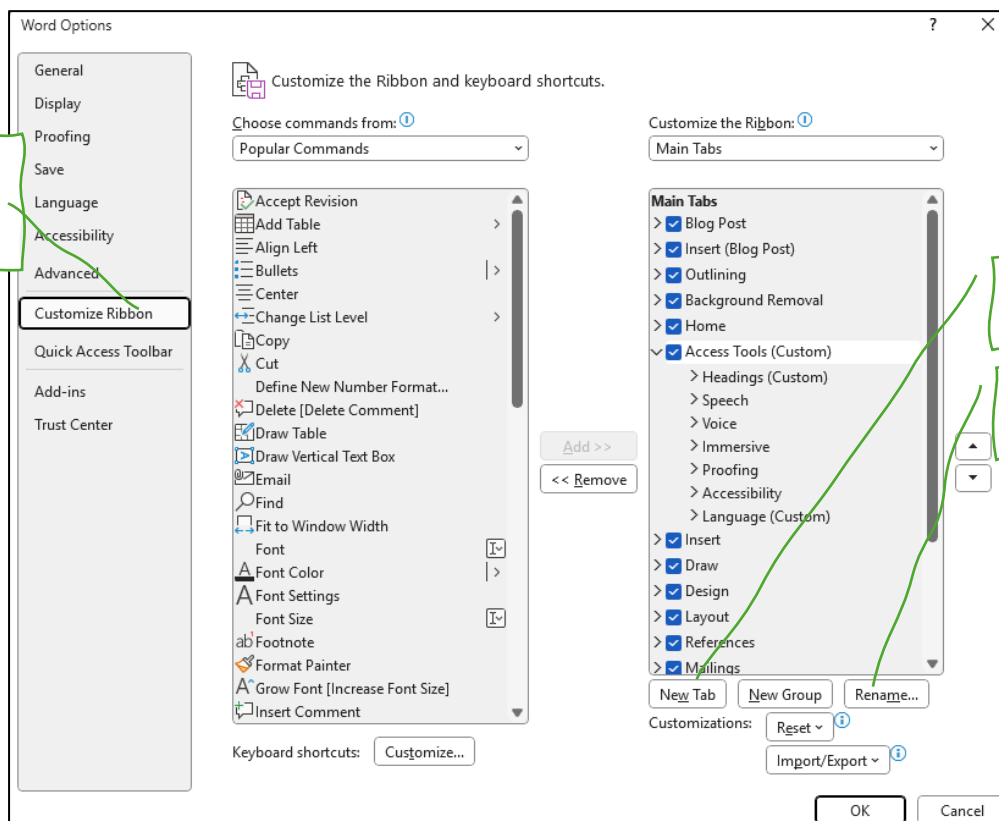 Word Options
?
General
Display
Proofing
Save
Language
Accessibility
Advanced
Customize Ribbon
Quick Access Toolbar
Add-ins
Trust Center
Customize the Ribbon and keyboard shortcuts.
Choose commands from:
Popular Commands
Accept Revision
Add Table
Align Left
Bullets
Center
Change List Level
Copy
Cut
Define New Number Format...
Delete [Delete Comment]
Draw Table
Draw Vertical Text Box
Email
Find
Fit to Window Width
Font
Font Color
Font Settings
Font Size
Footnote
Format Painter
Grow Font [Increase Font Size]
Insert Comment
Keyboard shortcuts: Customize...
Add >>
<< Remove
Customize the Ribbon:
Main Tabs
Main Tabs
Blog Post
Insert (Blog Post)
Outlining
Background Removal
Home
Access Tools (Custom)
Headings (Custom)
Speech
Voice
Immersive
Proofing
Accessibility
Language (Custom)
Insert
Draw
Design
Layout
References
Mailings
New Tab New Group Rename...
Customizations: Reset
Import/Export
OK Cancel